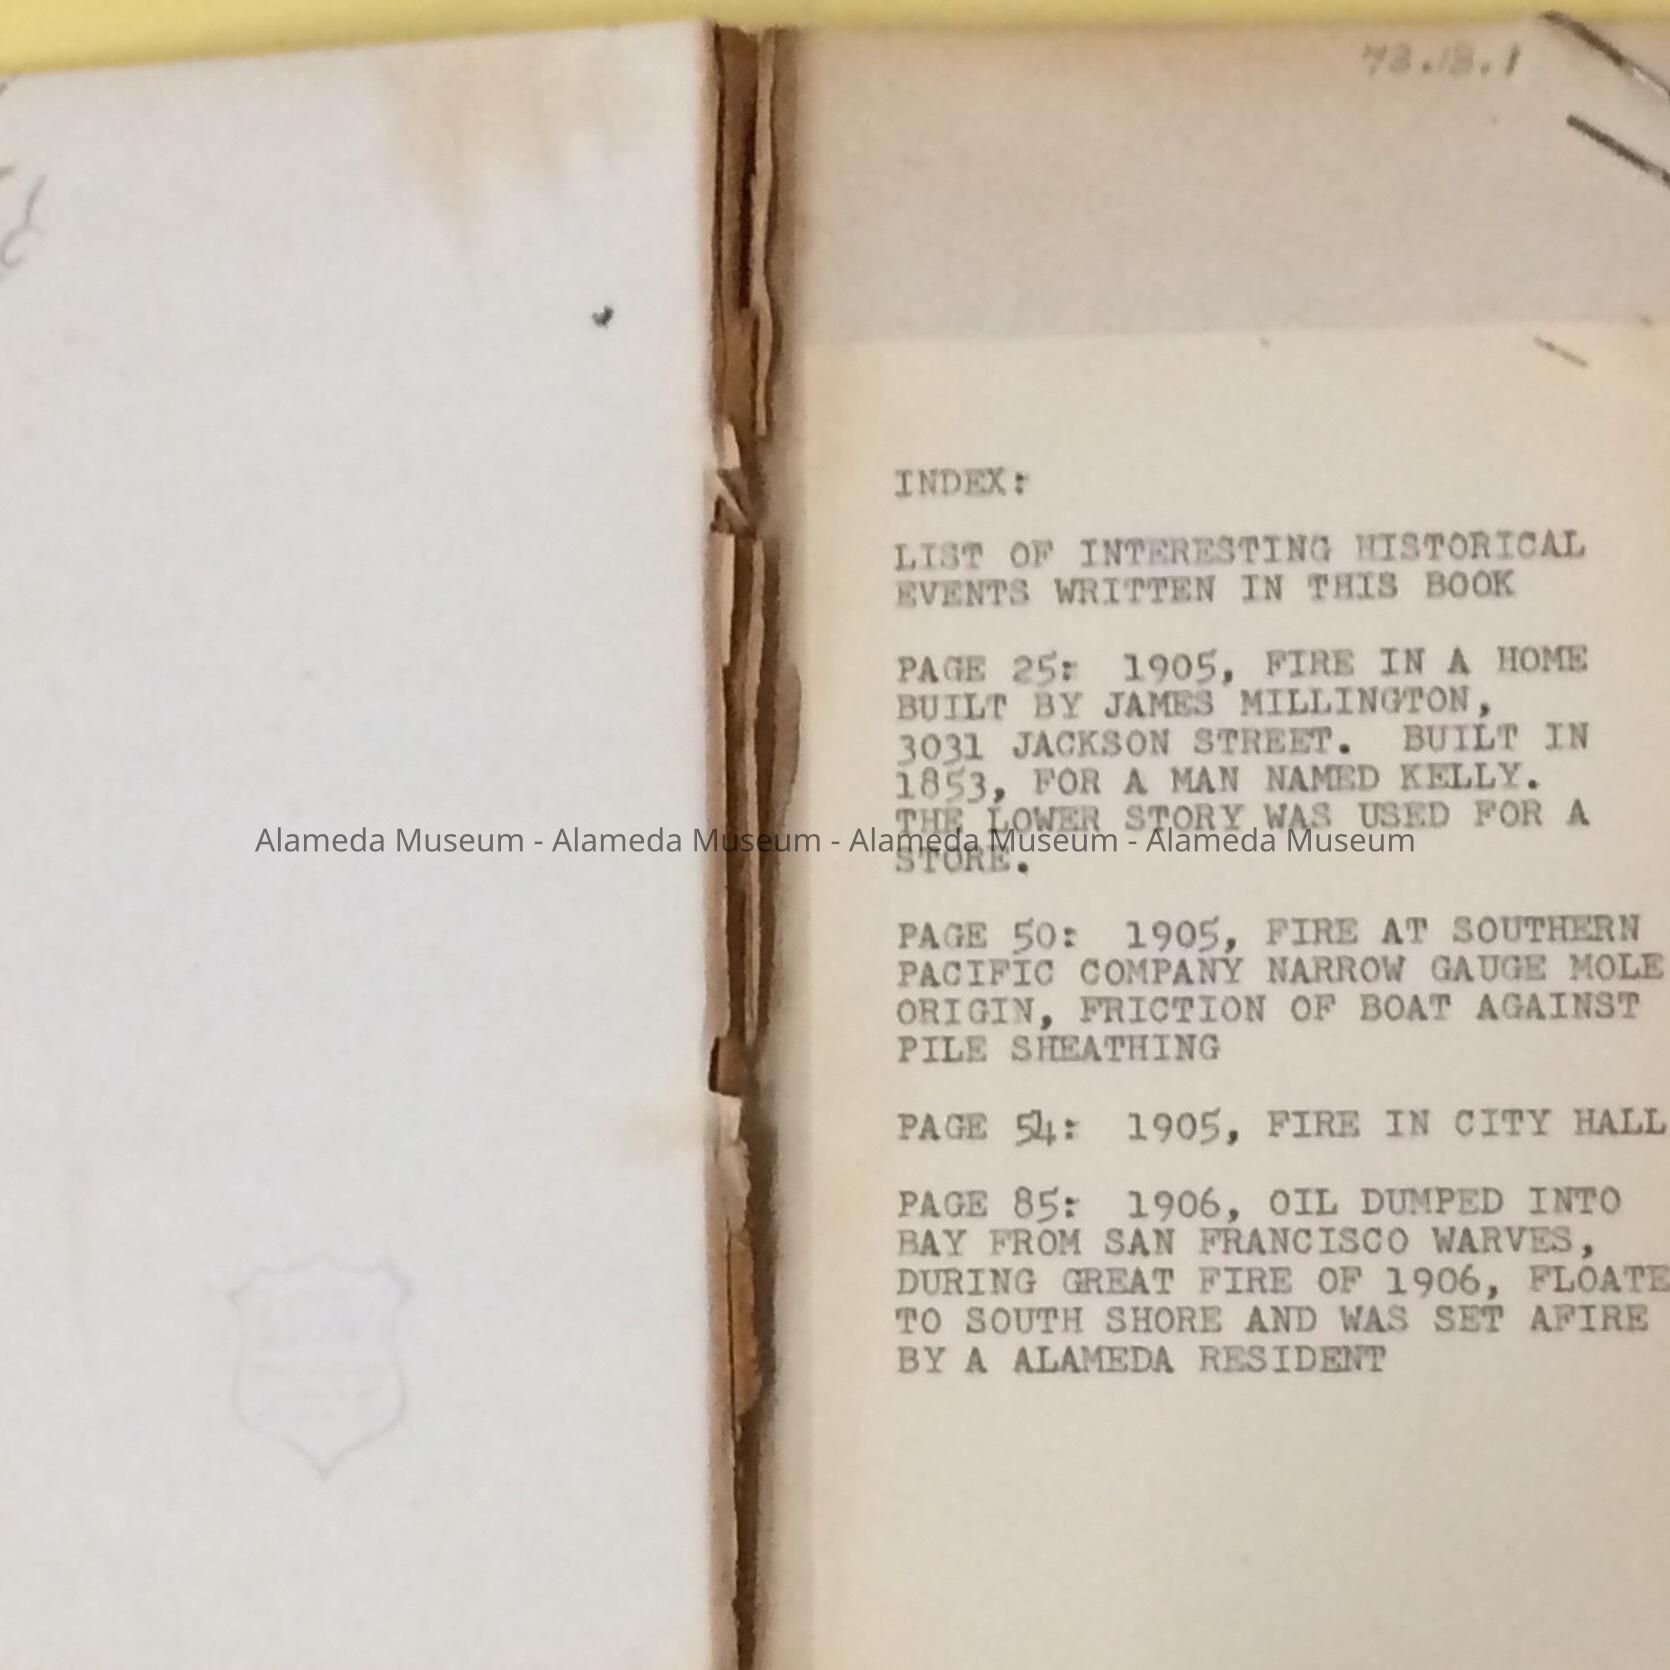 78.13.1
INDEX:
LIST OF INTERESTING HISTORICAL
EVENTS WRITTEN IN THIS BOOK
PAGE 25: 1905, FIRE IN A HOME
BUILT BY JAMES MILLINGTON,
3031 JACKSON STREET. BUILT IN
1853, FOR A MAN NAMED KELLY.
THE LOWER STORY WAS USED FOR A
Alameda Museum - Alameda Museum - Alameda Museum - Alameda Museum
STORE.
PAGE 50: 1905, FIRE AT SOUTHERN
PACIFIC COMPANY NARROW GAUGE MOLE
ORIGIN, FRICTION OF BOAT AGAINST
PILE SHEATHING
PAGE 54: 1905, FIRE IN CITY HALL
PAGE 85: 1906, OIL DUMPED INTO
BAY FROM SAN FRANCISCO WARVES,
DURING GREAT FIRE OF 1906, FLOATE
TO SOUTH SHORE AND WAS SET AFIRE
BY A ALAMEDA RESIDENT